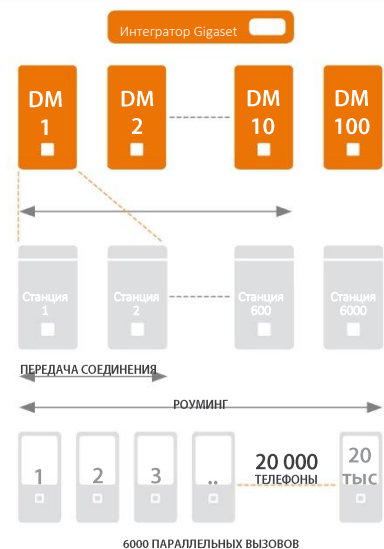 Интегратор Gigaset
DM
1
DM
2
DM
10
DM
100
Станция
1
Станция
2
Станция
600
Станция
6000
ПЕРЕДАЧА СОЕДИНЕНИЯ
РОУМИНГ
1
2
3
..
20 000
ТЕЛЕФОНЫ
20
ТЫС
6000 ПАРАЛЛЕЛЬНЫХ ВЫЗОВОВ